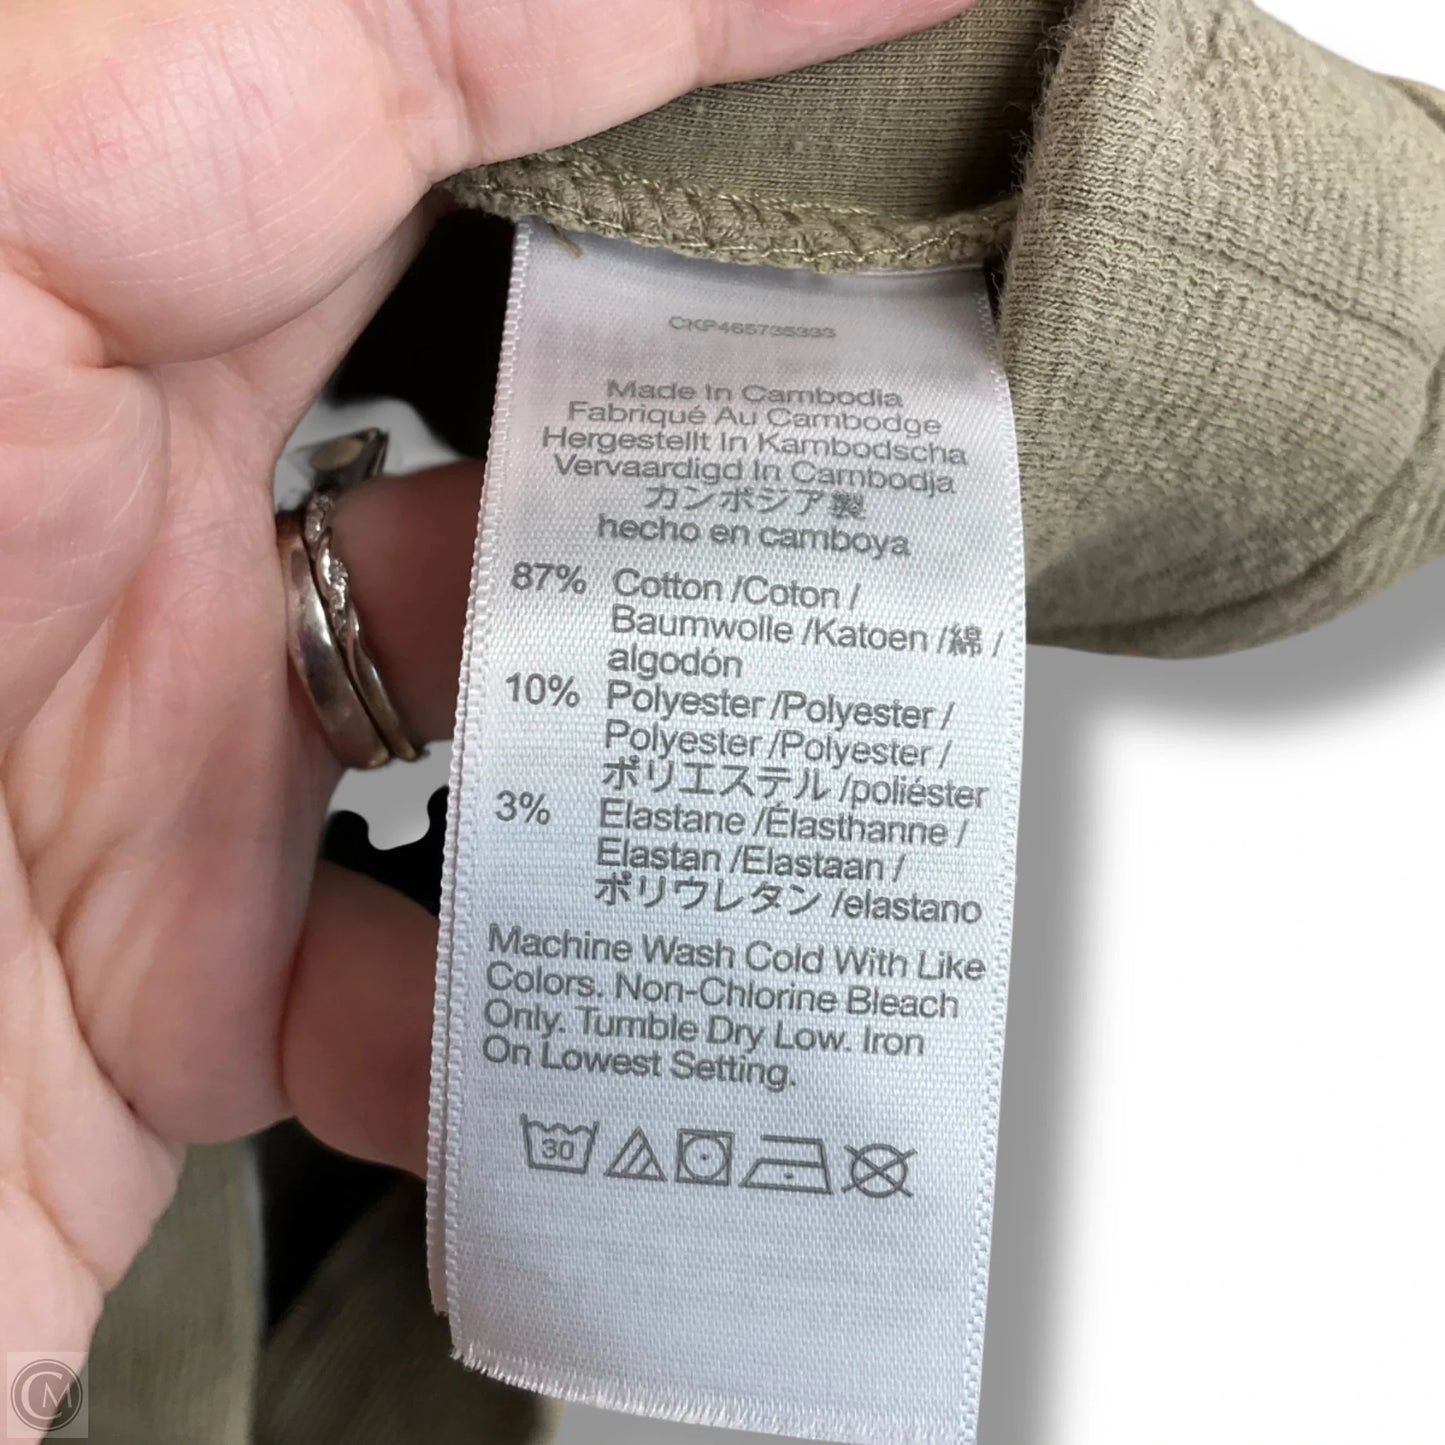 CKP465735333
Made In Cambodia
Fabriqué Au Cambodge
Hergestellt In Kambodscha
Vervaardigd In Cambodja
カンボジア製
hecho en camboya
87% Cotton /Coton /
Baumwolle /Katoen /綿 /
algodón
10% Polyester /Polyester /
Polyester /Polyester /
ポリエステル /poliéster
3% Elastane /Élasthanne /
Elastan /Elastaan /
ポリウレタン /elastano
Machine Wash Cold With Like
Colors. Non-Chlorine Bleach
Only. Tumble Dry Low. Iron
On Lowest Setting.
30
CM